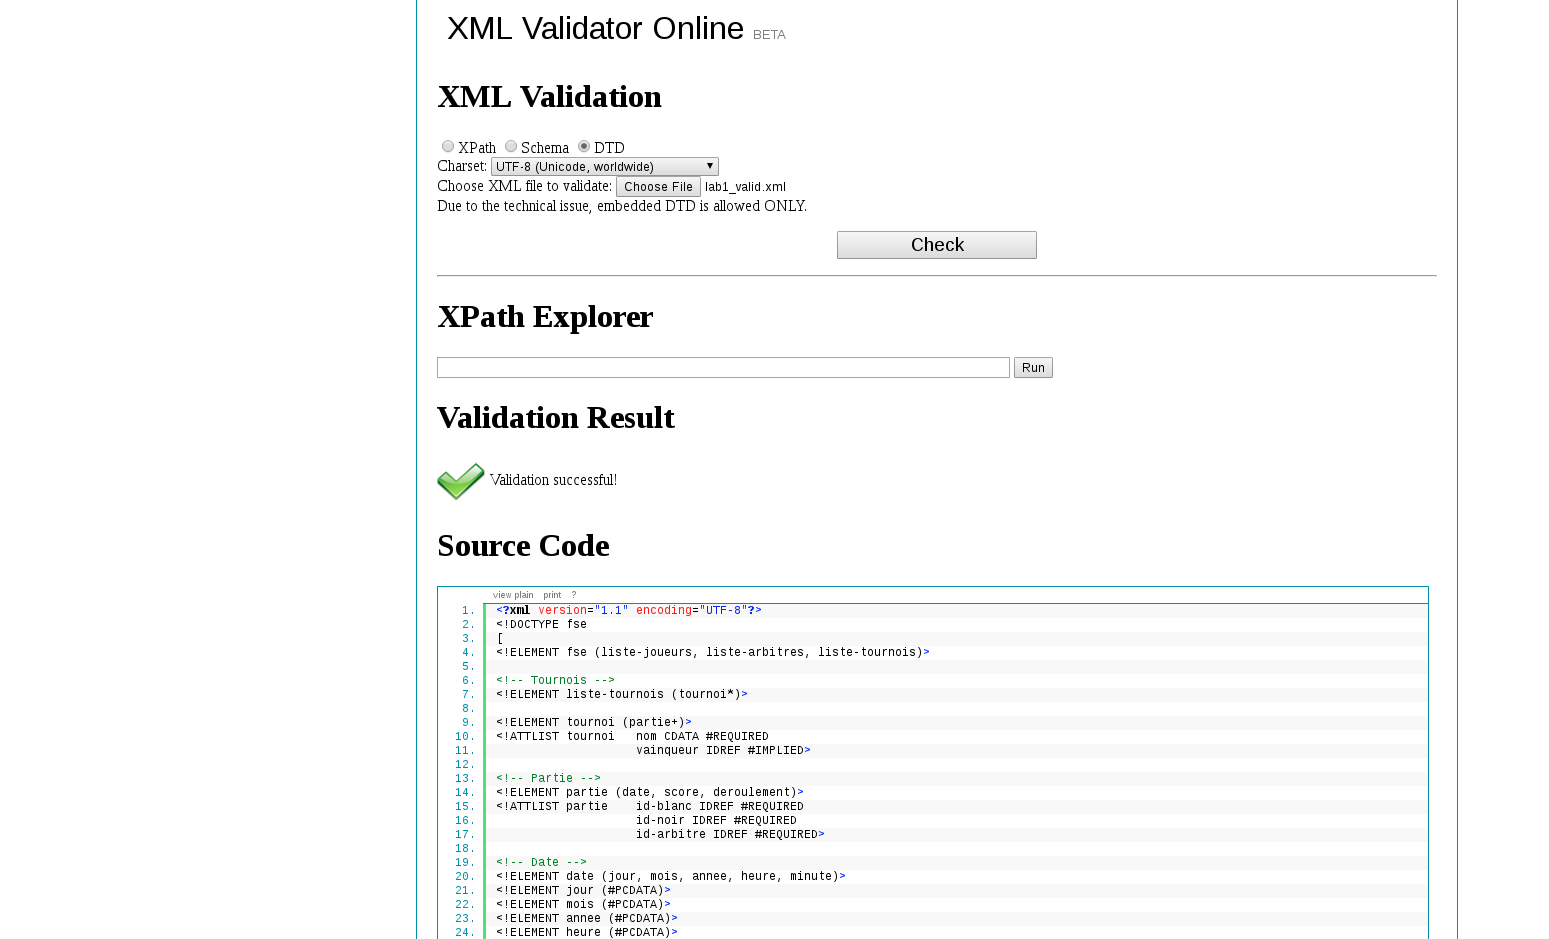 XML Validator Online BETA
XML Validation
XPath Schema DTD
Charset: UTF-8 (Unicode, worldwide)
Choose XML file to validate: Choose File lab1_valid.xml
Due to the technical issue, embedded DTD is allowed ONLY.
Check
XPath Explorer
Run
Validation Result
Validation successful!
Source Code
view plain print ?
1. <?xml version="1.1" encoding="UTF-8"?>
2. <!DOCTYPE fse
3. [
4. <!ELEMENT fse (liste-joueurs, liste-arbitres, liste-tournois)>
5.
6. <!-- Tournois -->
7. <!ELEMENT liste-tournois (tournoi*)>
8.
9. <!ELEMENT tournoi (partie+)>
10. <!ATTLIST tournoi nom CDATA #REQUIRED
11. vainqueur IDREF #IMPLIED>
12.
13. <!-- Partie -->
14. <!ELEMENT partie (date, score, deroulement)>
15. <!ATTLIST partie id-blanc IDREF #REQUIRED
16. id-noir IDREF #REQUIRED
17. id-arbitre IDREF #REQUIRED>
18.
19. <!-- Date -->
20. <!ELEMENT date (jour, mois, annee, heure, minute)>
21. <!ELEMENT jour (#PCDATA)>
22. <!ELEMENT mois (#PCDATA)>
23. <!ELEMENT annee (#PCDATA)>
24. <!ELEMENT heure (#PCDATA)>